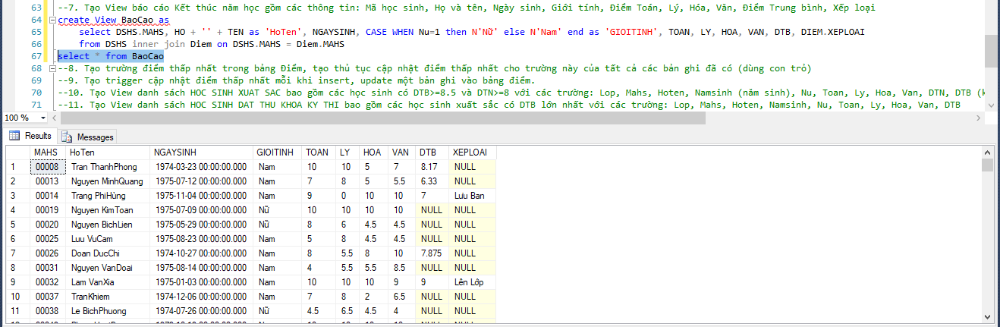 63 --7. Tạo View báo cáo Kết thúc năm học gồm các thông tin: Mã học sinh, Họ và tên, Ngày sinh, Giới tính, Điểm Toán, Lý, Hóa, Văn, Điểm Trung bình, Xếp loại
64 create View BaoCao as
65 select DSHS.MAHS, HO + '' + TEN as 'HoTen', NGAYSINH, CASE WHEN Nu=1 then N'Nữ' else N'Nam' end as 'GIOITINH', TOAN, LY, HOA, VAN, DTB, DIEM.XEPLOAI
66 from DSHS inner join Diem on DSHS.MAHS = Diem.MAHS
67 select * from BaoCao
68 --8. Tạo trường điểm thấp nhất trong bảng Điểm, tạo thủ tục cập nhật điểm thấp nhất cho trường này của tất cả các bản ghi đã có (dùng con trỏ)
69 --9. Tạo trigger cập nhật điểm thấp nhất mỗi khi insert, update một bản ghi vào bảng điểm.
70 --10. Tạo View danh sách HOC SINH XUAT SAC bao gồm các học sinh có DTB>=8.5 và DTN>=8 với các trường: Lop, Mahs, Hoten, Namsinh (năm sinh), Nu, Toan, Ly, Hoa, Van, DTN, DTB (k
71 --11. Tạo View danh sách HOC SINH DAT THU KHOA KY THI bao gồm các học sinh xuất sắc có DTB lớn nhất với các trường: Lop, Mahs, Hoten, Namsinh, Nu, Toan, Ly, Hoa, Van, DTB
100 %
Results Messages
MAHS HoTen NGAYSINH GIOITINH TOAN LY HOA VAN DTB XEPLOAI
1 00008 Tran ThanhPhong 1974-03-23 00:00:00.000 Nam 10 10 5 7 8.17 NULL
2 00013 Nguyen MinhQuang 1975-07-12 00:00:00.000 Nam 7 8 5 5.5 6.33 NULL
3 00014 Trang PhiHùng 1975-11-04 00:00:00.000 Nam 9 0 10 10 7 Lưu Ban
4 00019 Nguyen KimToan 1975-07-09 00:00:00.000 Nữ 10 10 10 10 NULL NULL
5 00020 Nguyen BichLien 1975-05-29 00:00:00.000 Nữ 8 6 4.5 4.5 NULL NULL
6 00025 Luu VuCam 1975-08-23 00:00:00.000 Nam 5 8 4.5 4.5 NULL NULL
7 00026 Doan DucChi 1974-10-27 00:00:00.000 Nam 8 5.5 8 10 7.875 NULL
8 00031 Nguyen VanDoai 1975-08-14 00:00:00.000 Nam 4 5.5 5.5 8.5 NULL NULL
9 00032 Lam VanXia 1975-01-03 00:00:00.000 Nam 10 10 10 9 9 Lên Lớp
10 00037 TranKhiem 1974-12-06 00:00:00.000 Nam 7 8 2 6.5 NULL NULL
11 00038 Le BichPhuong 1974-07-26 00:00:00.000 Nữ 4.5 6.5 4.5 4 NULL NULL